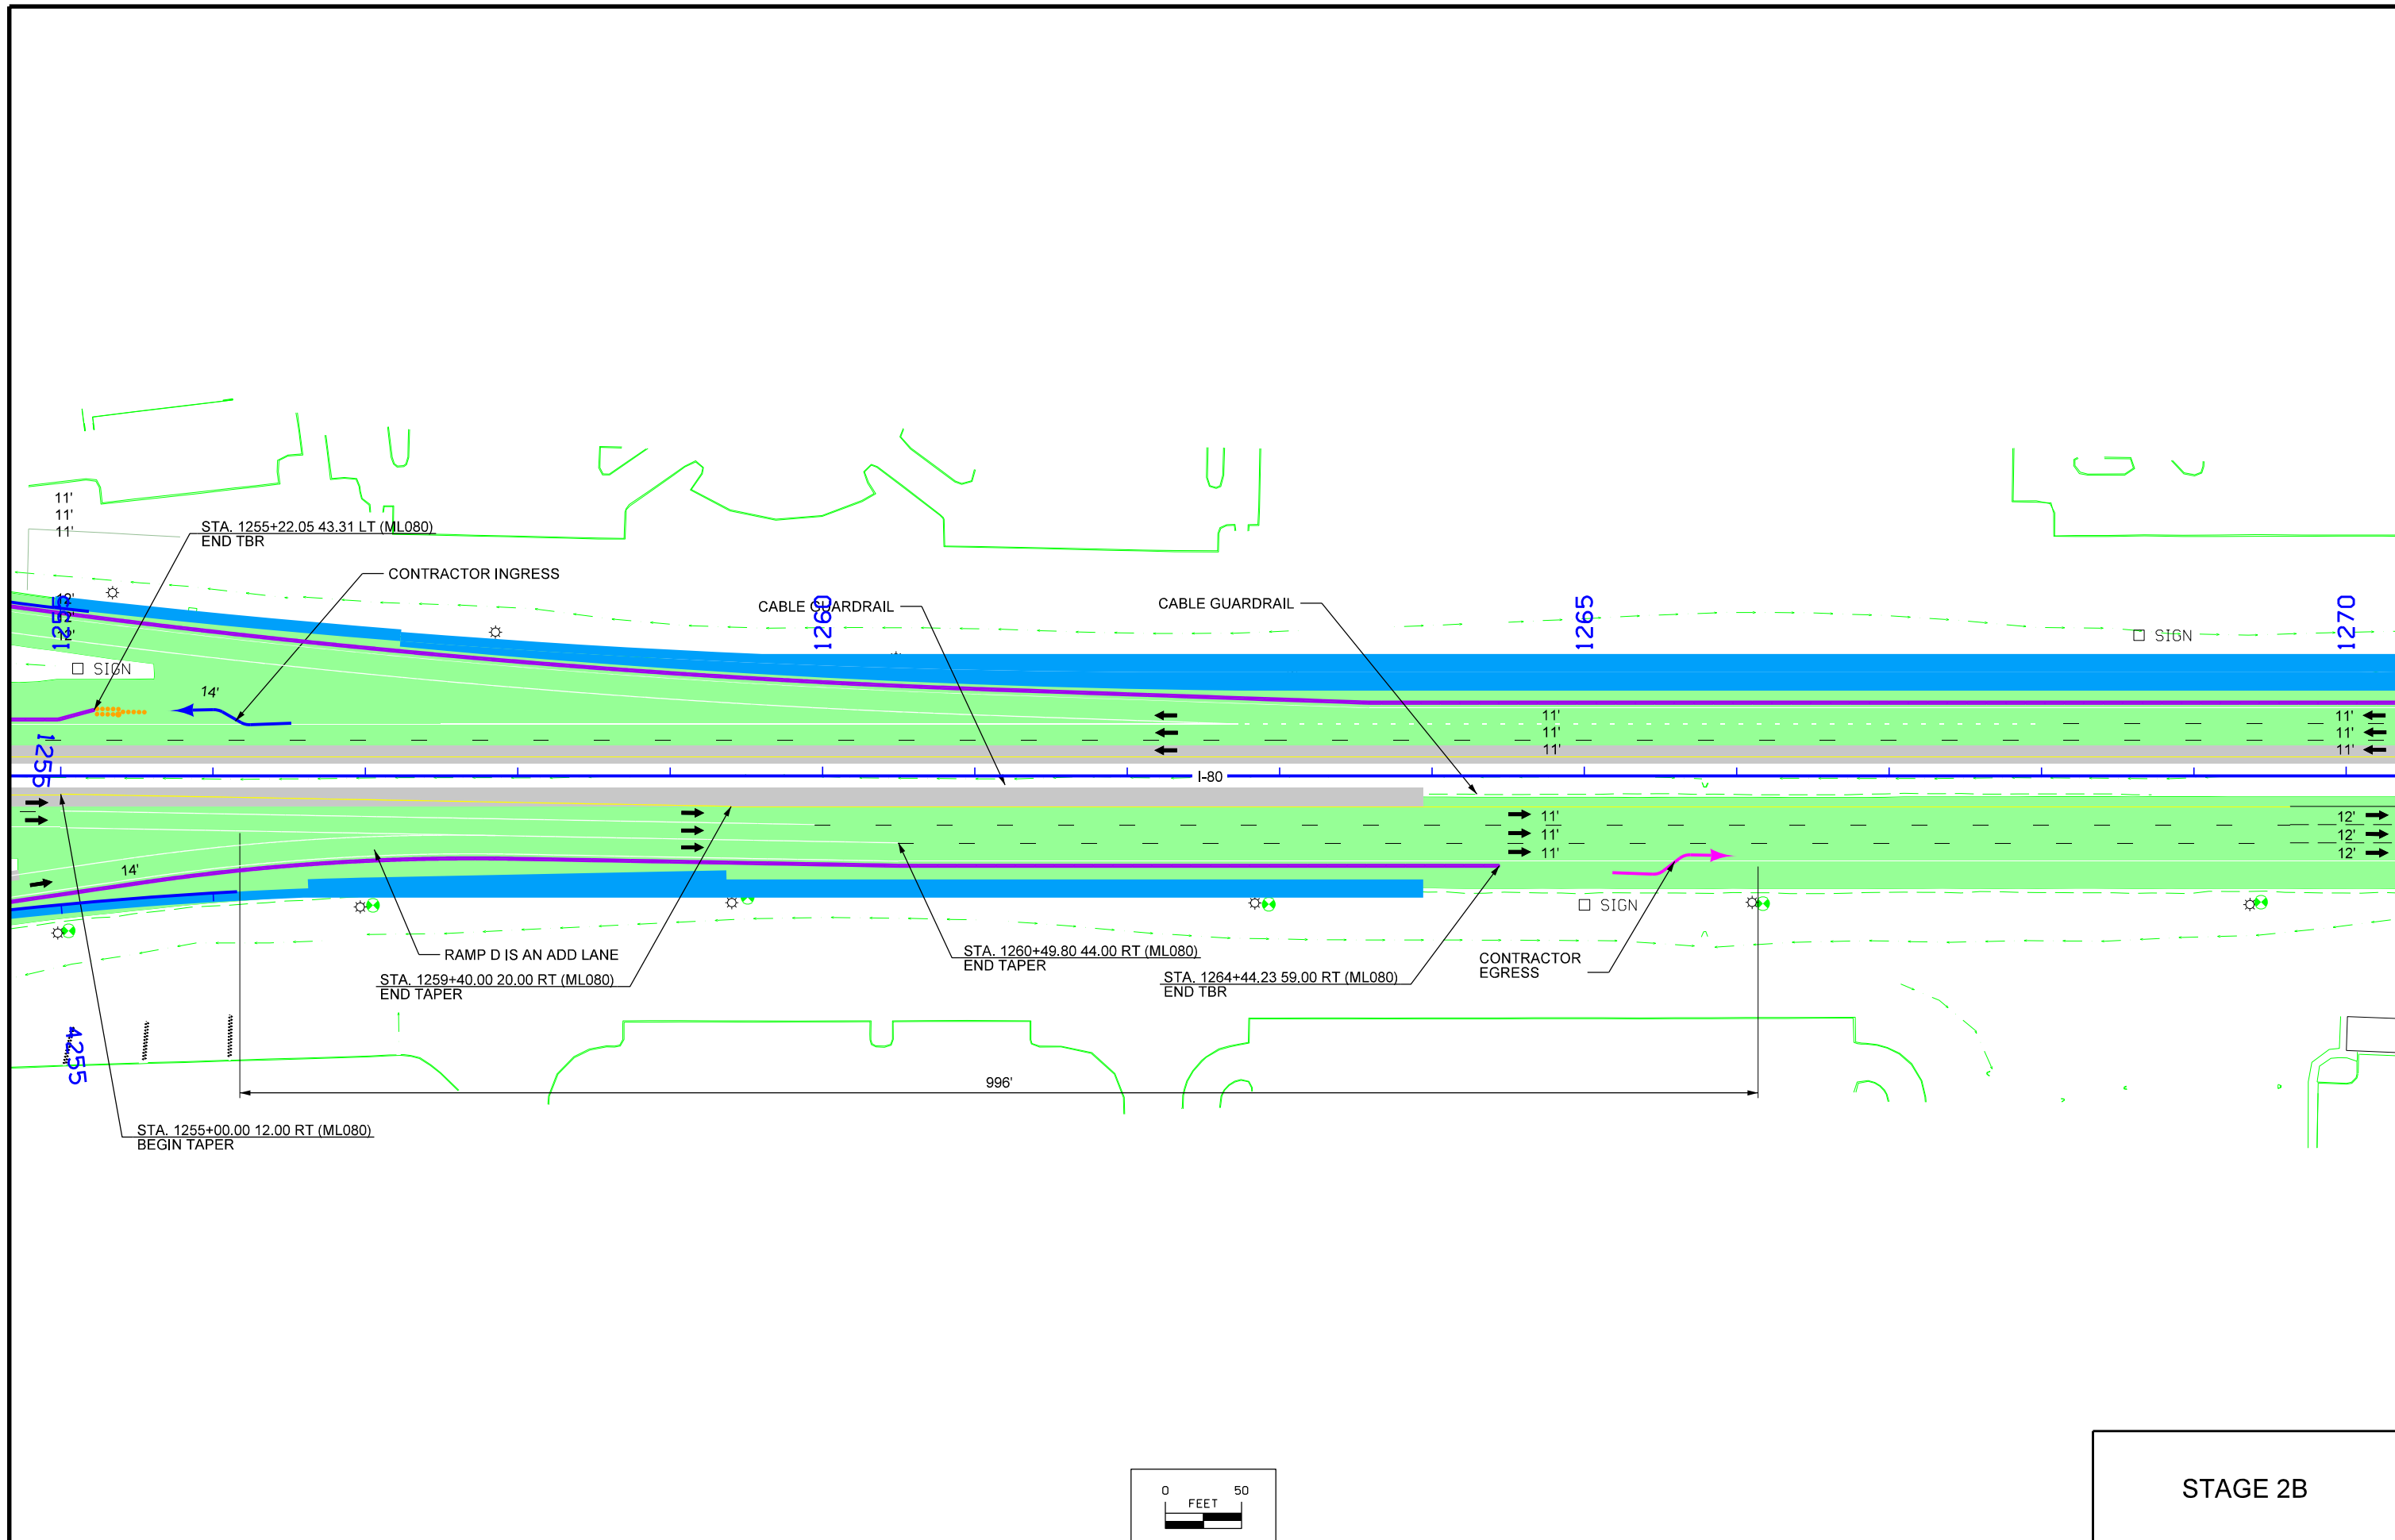 11'
11'
11'
STA. 1255+22.05 43.31 LT (ML080)
END TBR
CONTRACTOR INGRESS
CABLE GUARDRAIL
CABLE GUARDRAIL
12'
12'
12'
1255
1260
1265
1270
SIGN
SIGN
14'
11'
11'
11'
11'
11'
11'
1255
I-80
11'
11'
11'
12'
12'
12'
14'
SIGN
RAMP D IS AN ADD LANE
STA. 1259+40.00 20.00 RT (ML080)
END TAPER
STA. 1260+49.80 44.00 RT (ML080)
END TAPER
STA. 1264+44.23 59.00 RT (ML080)
END TBR
CONTRACTOR
EGRESS
4255
996'
STA. 1255+00.00 12.00 RT (ML080)
BEGIN TAPER
0 50
FEET
STAGE 2B